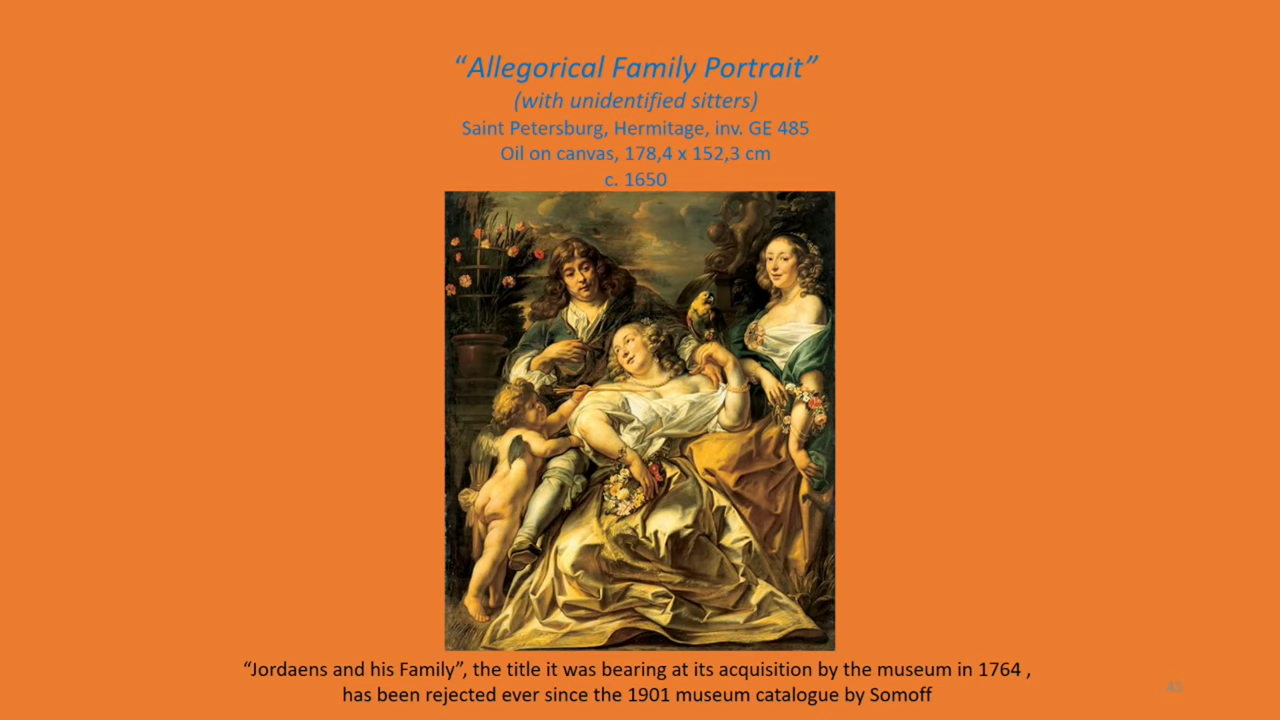 “Allegorical Family Portrait”
(with unidentified sitters)
Saint Petersburg, Hermitage, inv. GE 485
Oil on canvas, 178,4 x 152,3 cm
c. 1650
“Jordaens and his Family”, the title it was bearing at its acquisition by the museum in 1764 ,
has been rejected ever since the 1901 museum catalogue by Somoff